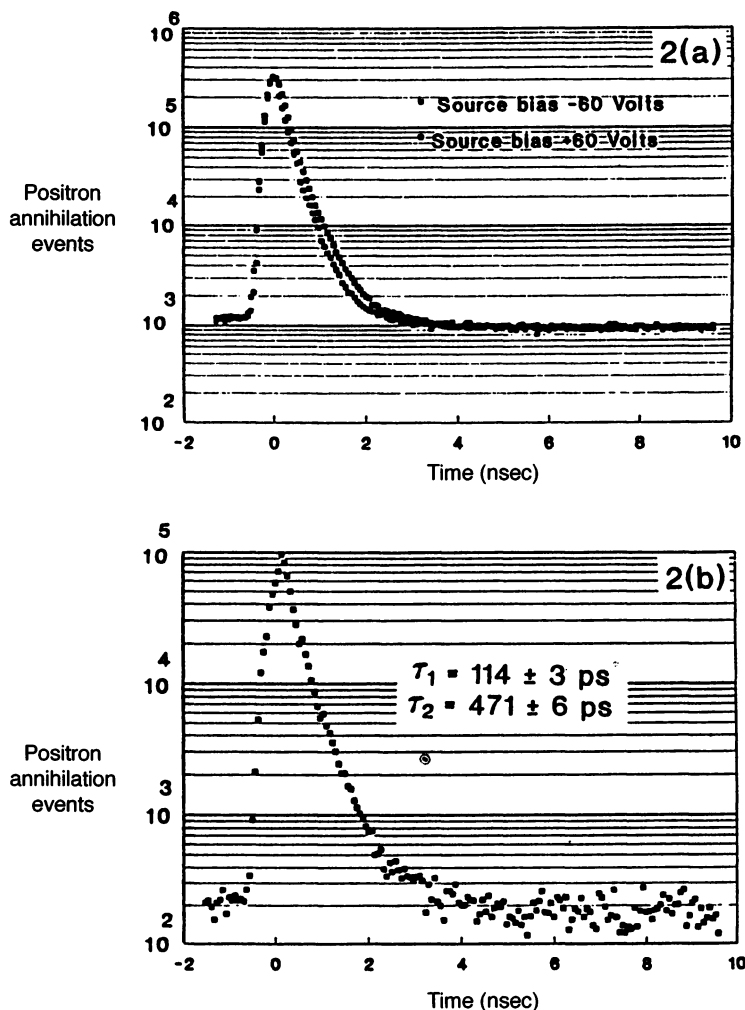 10 6
2(a)
5
10
Source bias -60 Volts
Source bias +60 Volts
Positron
annihilation
events
4
10
3
10
2
10
-2 0 2 4 6 8 10
Time (nsec)
5
10
2(b)
4
10
τ1 = 114 ± 3 ps
τ2 = 471 ± 6 ps
Positron
annihilation
events
3
10
2
10
-2 0 2 4 6 8 10
Time (nsec)